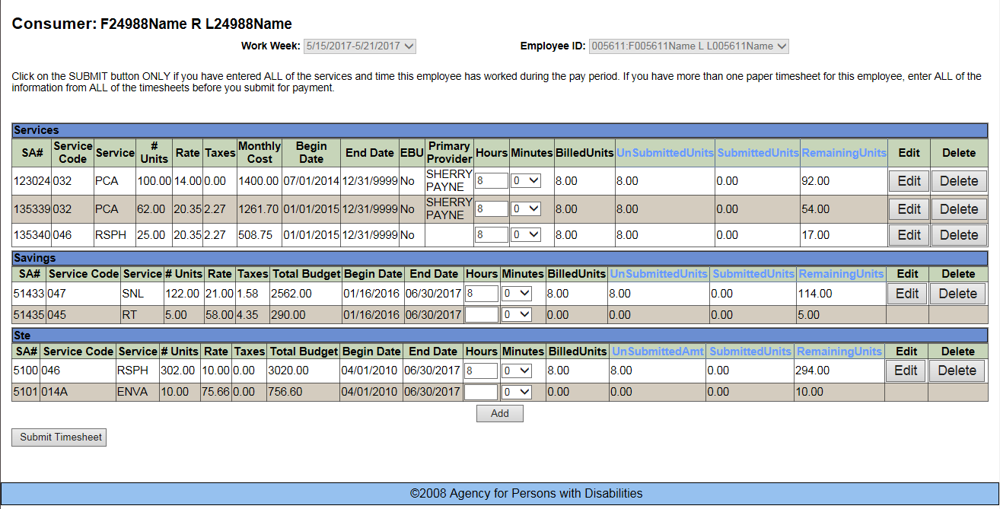 Consumer: F24988Name R L24988Name
Work Week: 5/15/2017-5/21/2017 Employee ID: 005611:F005611Name L L005611Name
Click on the SUBMIT button ONLY if you have entered ALL of the services and time this employee has worked during the pay period. If you have more than one paper timesheet for this employee, enter ALL of the
information from ALL of the timesheets before you submit for payment.
Services
SA# Service Code Service # Units Rate Taxes Monthly Cost Begin Date End Date EBU Primary Provider Hours Minutes BilledUnits UnSubmittedUnits SubmittedUnits RemainingUnits Edit Delete
123024 032 PCA 100.00 14.00 0.00 1400.00 07/01/2014 12/31/9999 No SHERRY PAYNE 8 0 8.00 8.00 0.00 92.00 Edit Delete
135339 032 PCA 62.00 20.35 2.27 1261.70 01/01/2015 12/31/9999 No SHERRY PAYNE 8 0 8.00 8.00 0.00 54.00 Edit Delete
135340 046 RSPH 25.00 20.35 2.27 508.75 01/01/2015 12/31/9999 No 8 0 8.00 8.00 0.00 17.00 Edit Delete
Savings
SA# Service Code Service # Units Rate Taxes Total Budget Begin Date End Date Hours Minutes BilledUnits UnSubmittedUnits SubmittedUnits RemainingUnits Edit Delete
51433 047 SNL 122.00 21.00 1.58 2562.00 01/16/2016 06/30/2017 8 0 8.00 8.00 0.00 114.00 Edit Delete
51435 045 RT 5.00 58.00 4.35 290.00 01/16/2016 06/30/2017 0 0.00 0.00 0.00 5.00
Ste
SA# Service Code Service # Units Rate Taxes Total Budget Begin Date End Date Hours Minutes BilledUnits UnSubmittedAmt SubmittedUnits RemainingUnits Edit Delete
5100 046 RSPH 302.00 10.00 0.00 3020.00 04/01/2010 06/30/2017 8 0 8.00 8.00 0.00 294.00 Edit Delete
5101 014A ENVA 10.00 75.66 0.00 756.60 04/01/2010 06/30/2017 0 0.00 0.00 0.00 10.00
Add
Submit Timesheet
©2008 Agency for Persons with Disabilities